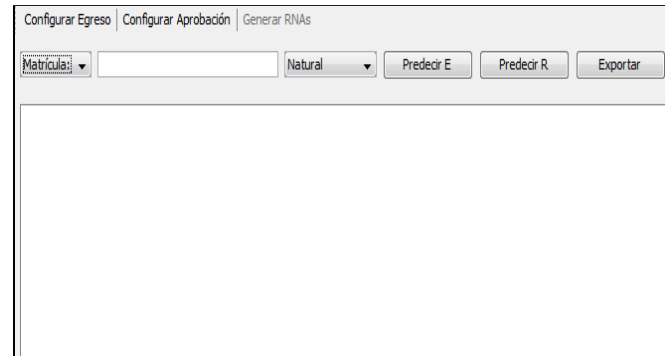 Configurar Egreso Configurar Aprobación Generar RNAs
Matrícula: Natural Predecir E Predecir R Exportar